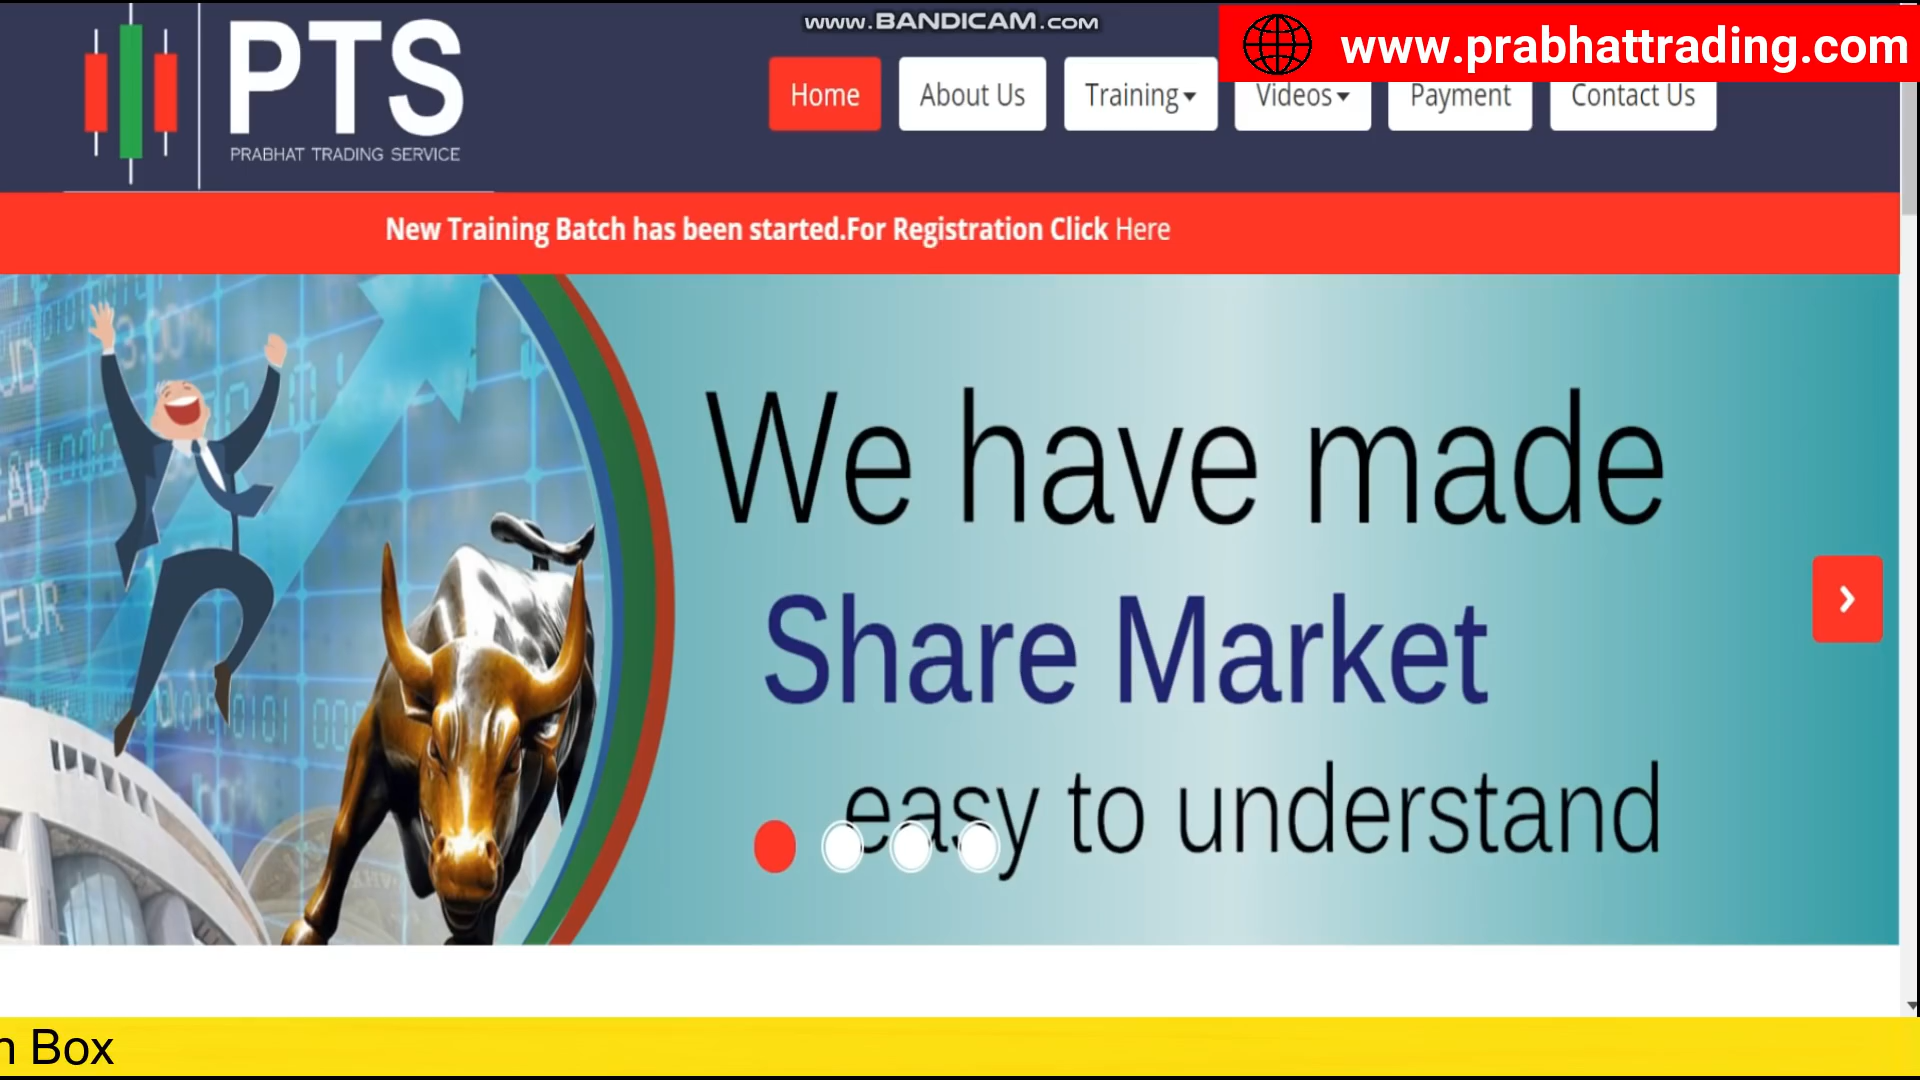 www.BANDICAM.com
www.prabhattrading.com
PTS
PRABHAT TRADING SERVICE
Home
About Us
Training
Videos
Payment
Contact Us
New Training Batch has been started.For Registration Click Here
We have made
Share Market
easy to understand
EUR
n Box